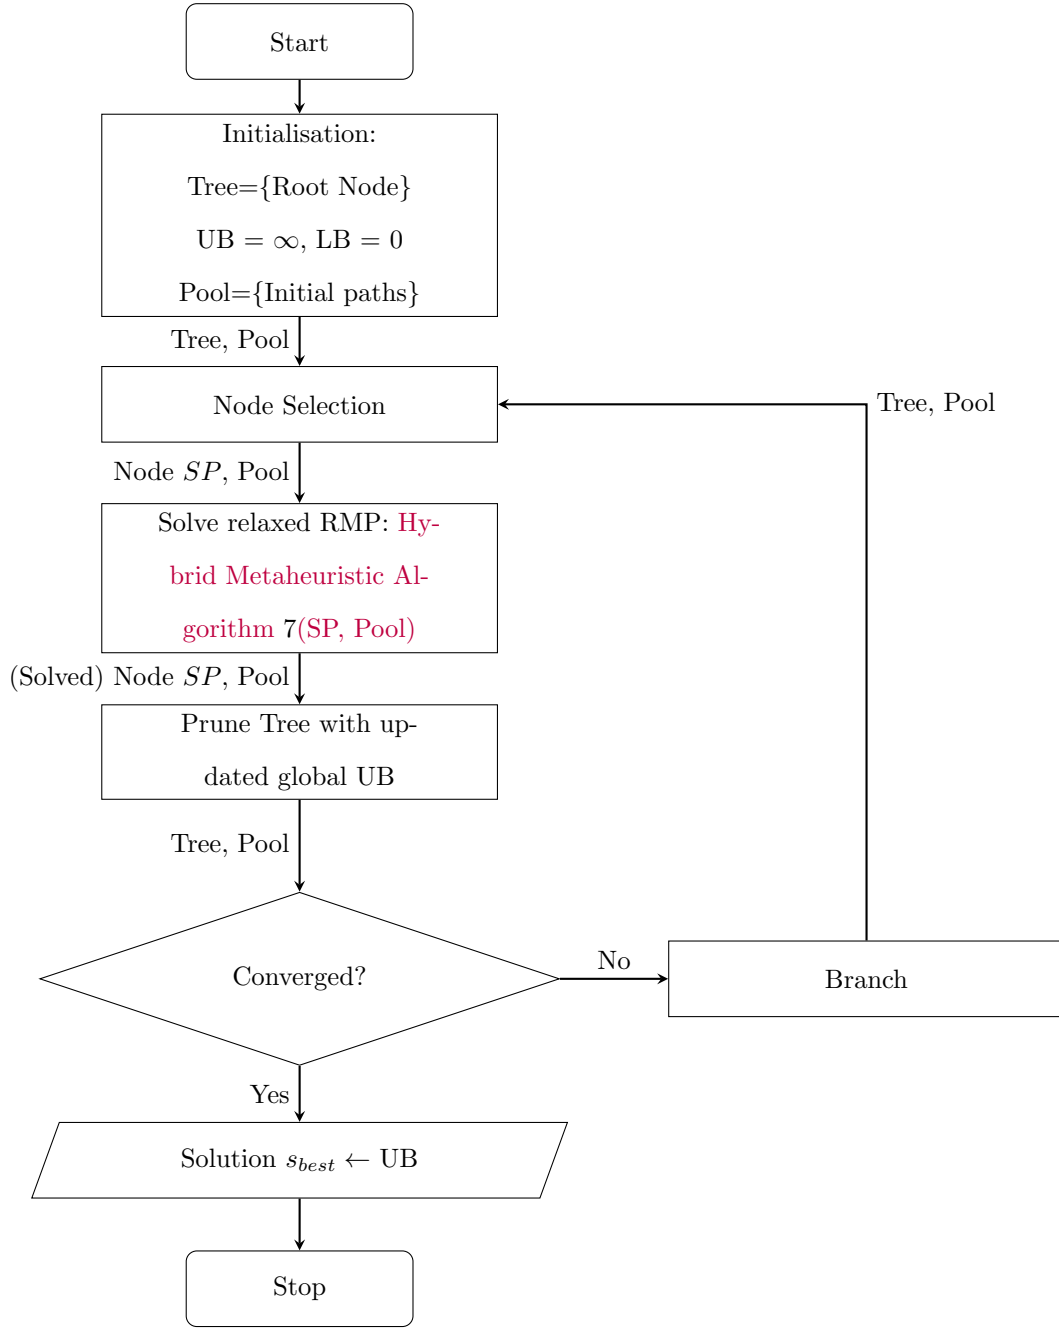 Start
Initialisation:
Tree={Root Node}
UB = ∞, LB = 0
Pool={Initial paths}
Tree, Pool
Node Selection
Tree, Pool
Node SP, Pool
Solve relaxed RMP: Hy-
brid Metaheuristic Al-
gorithm 7(SP, Pool)
(Solved) Node SP, Pool
Prune Tree with up-
dated global UB
Tree, Pool
Converged?
No
Branch
Yes
Solution s_best ← UB
Stop